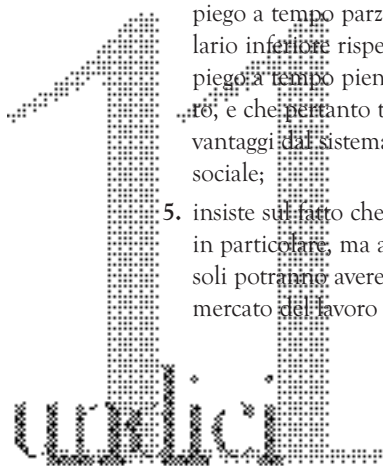 11
piego a tempo parz
lario inferiore rispe
piego a tempo pien
ro, e che pertanto t
vantaggi dal sistema
sociale;
5. insiste sul fatto che
in particolare, ma a
soli potranno avere
mercato del lavoro
undici